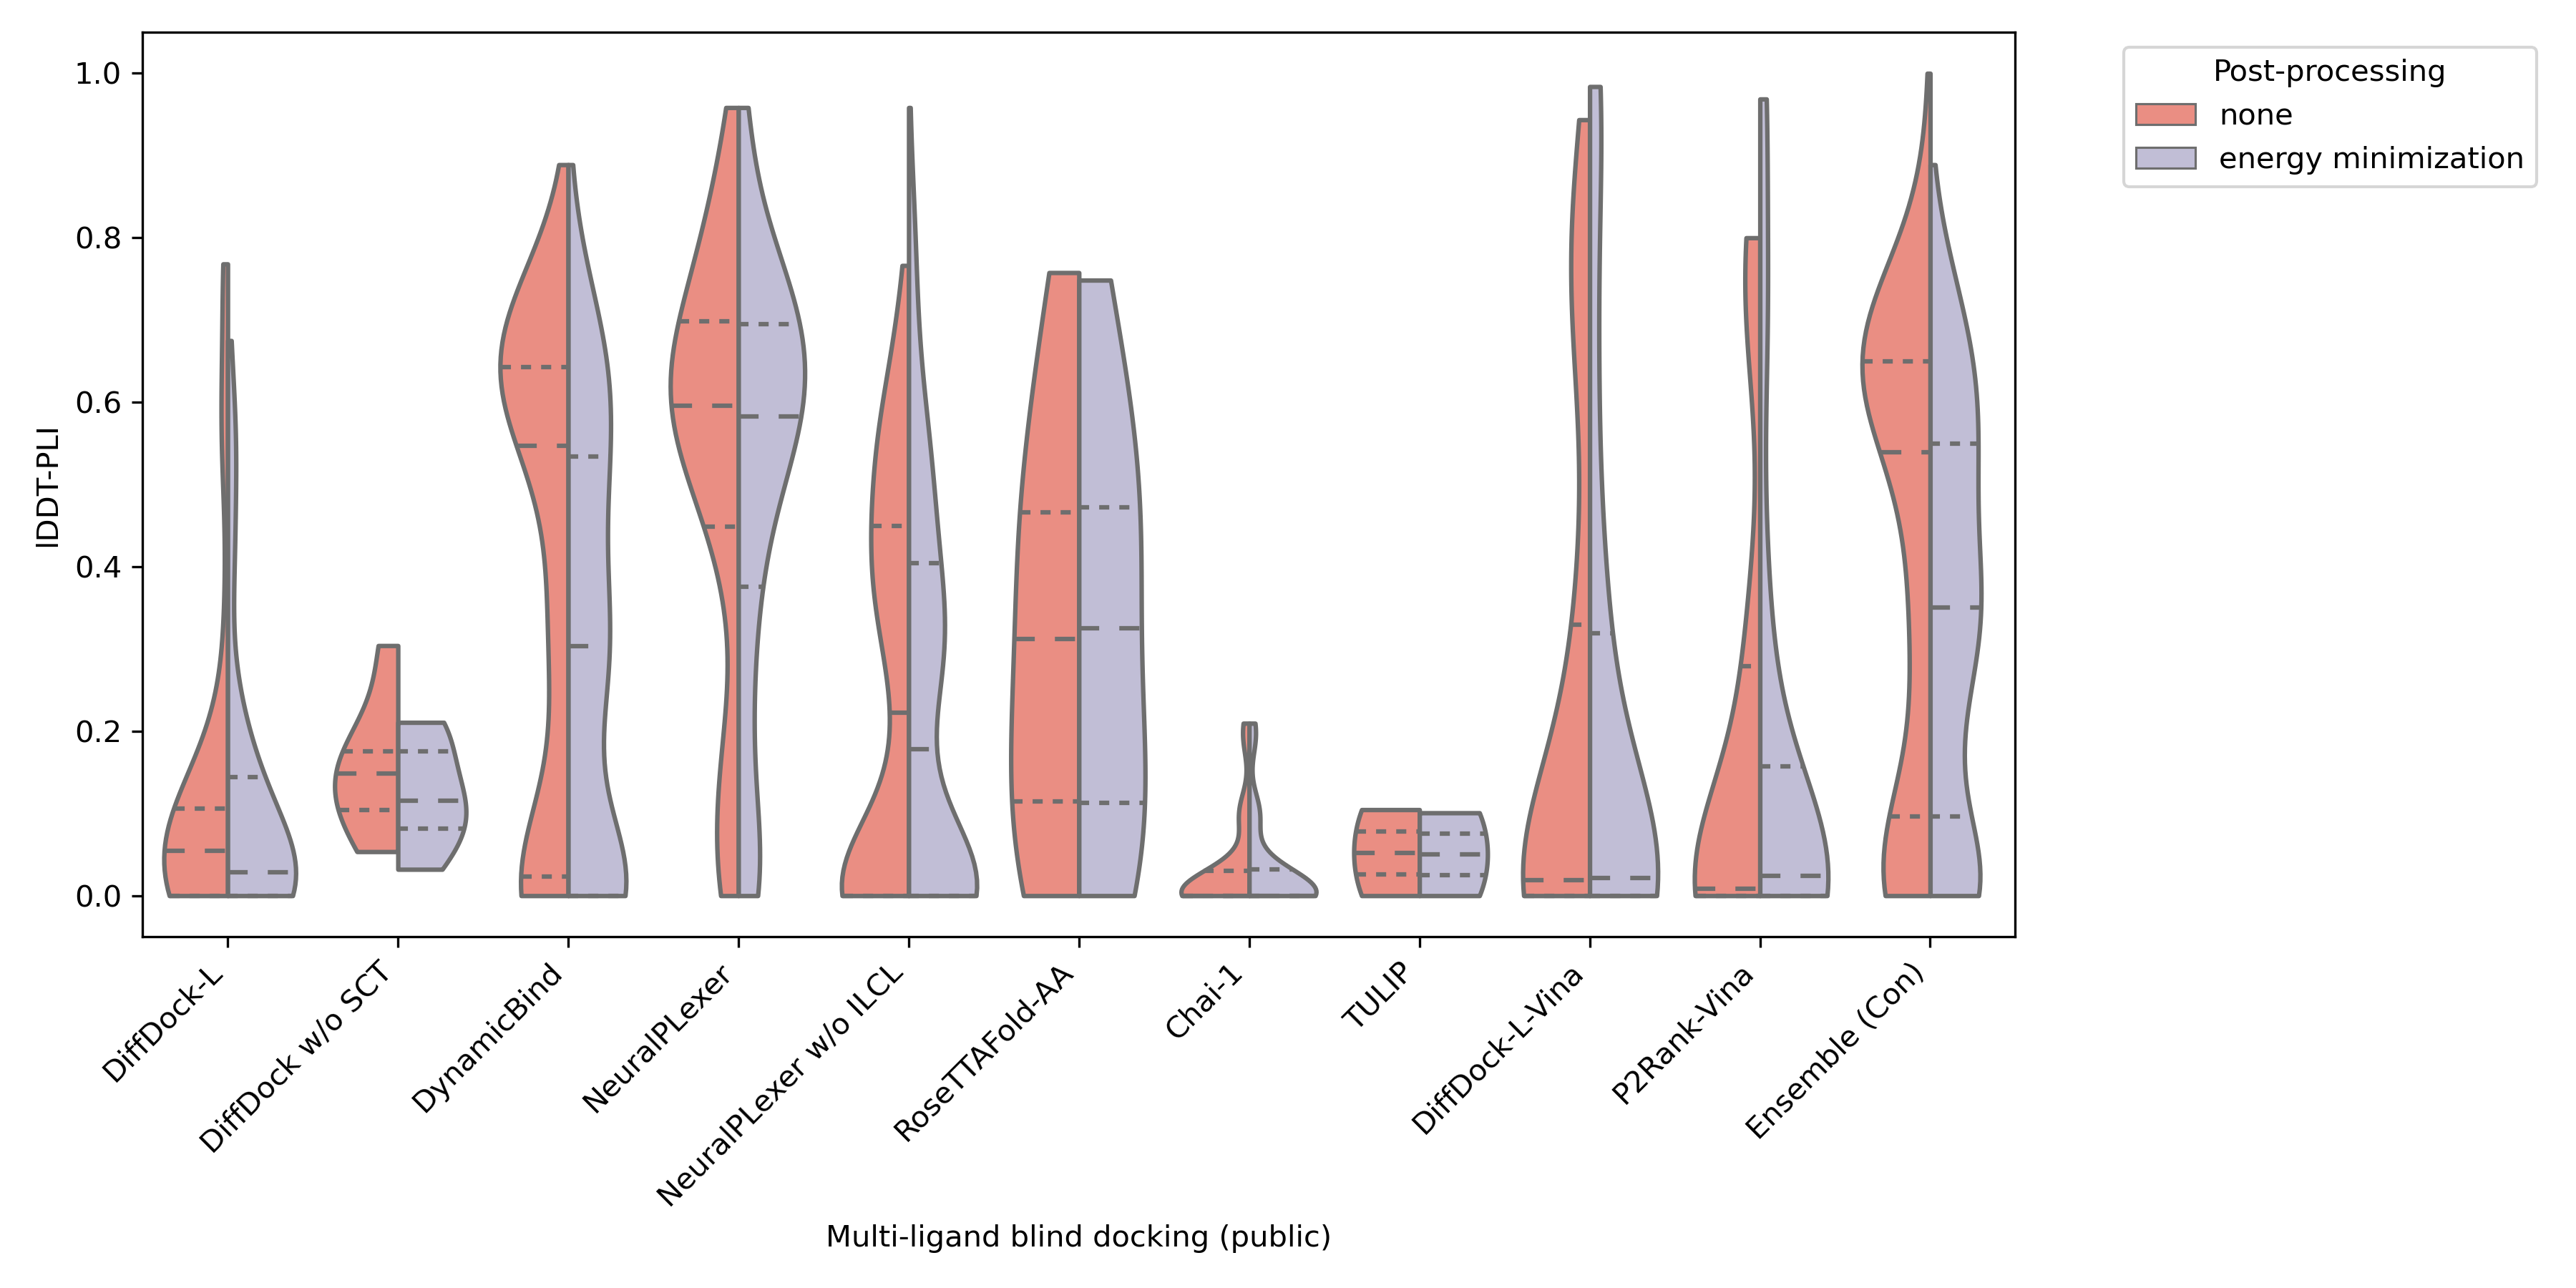 1.0
0.8
0.6
0.4
0.2
0.0
lDDT-PLI
DiffDock-L
DiffDock w/o SCT
DynamicBind
NeuralPLexer
NeuralPLexer w/o ILCL
RoseTTAFold-AA
Chai-1
TULIP
DiffDock-L-Vina
P2Rank-Vina
Ensemble (Con)
Multi-ligand blind docking (public)
Post-processing
none
energy minimization